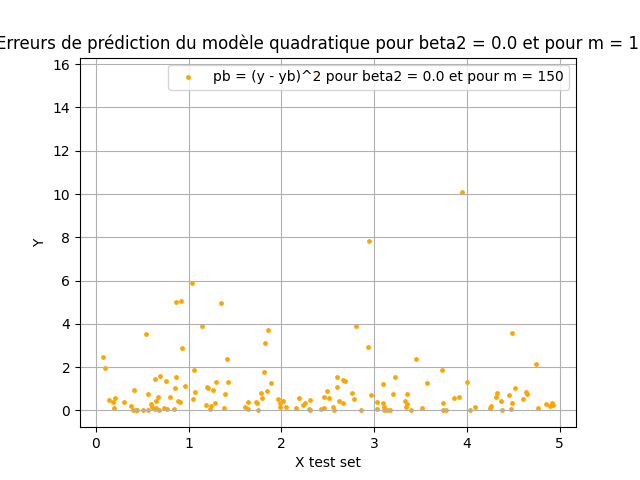 Erreurs de prédiction du modèle quadratique pour beta2 = 0.0 et pour m = 1
pb = (y - yb)^2 pour beta2 = 0.0 et pour m = 150
16
14
12
10
8
6
4
2
0
Y
0 1 2 3 4 5
X test set